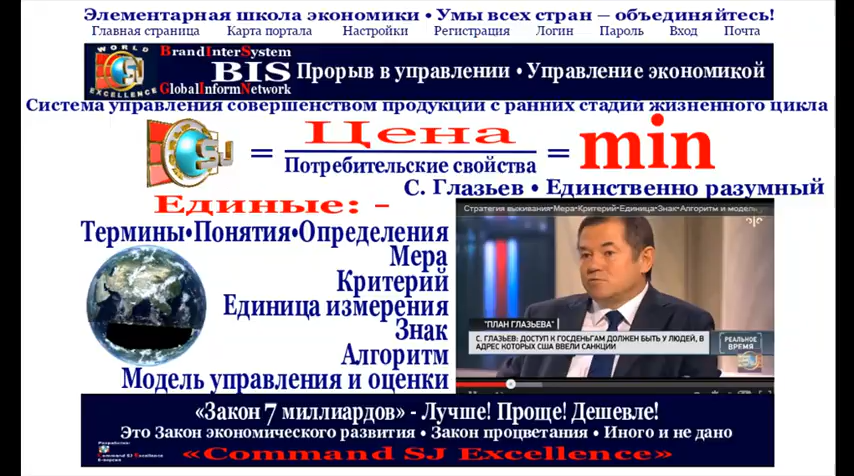 Элементарная школа экономики • Умы всех стран — объединяйтесь!
Главная страница Карта портала Настройки Регистрация Логин Пароль Вход Почта
WORLD EXCELLENCE
SJ
BrandInterSystem
BIS
GlobalInformNetwork
Прорыв в управлении • Управление экономикой
Система управления совершенством продукции с ранних стадий жизненного цикла
SJ = Цена / Потребительские свойства = min
С. Глазьев • Единственно разумный
Единые: -
Термины•Понятия•Определения
Мера
Критерий
Единица измерения
Знак
Алгоритм
Модель управления и оценки
Стратегия выживания•Мера•Критерий•Единица•Знак•Алгоритм и модель
"ПЛАН ГЛАЗЬЕВА"
С. ГЛАЗЬЕВ: ДОСТУП К ГОСДЕНЬГАМ ДОЛЖЕН БЫТЬ У ЛЮДЕЙ, В
АДРЕС КОТОРЫХ США ВВЕЛИ САНКЦИИ
РЕАЛЬНОЕ
ВРЕМЯ
«Закон 7 миллиардов» - Лучше! Проще! Дешевле!
Это Закон экономического развития • Закон процветания • Иного и не дано
«Command SJ Excellence»